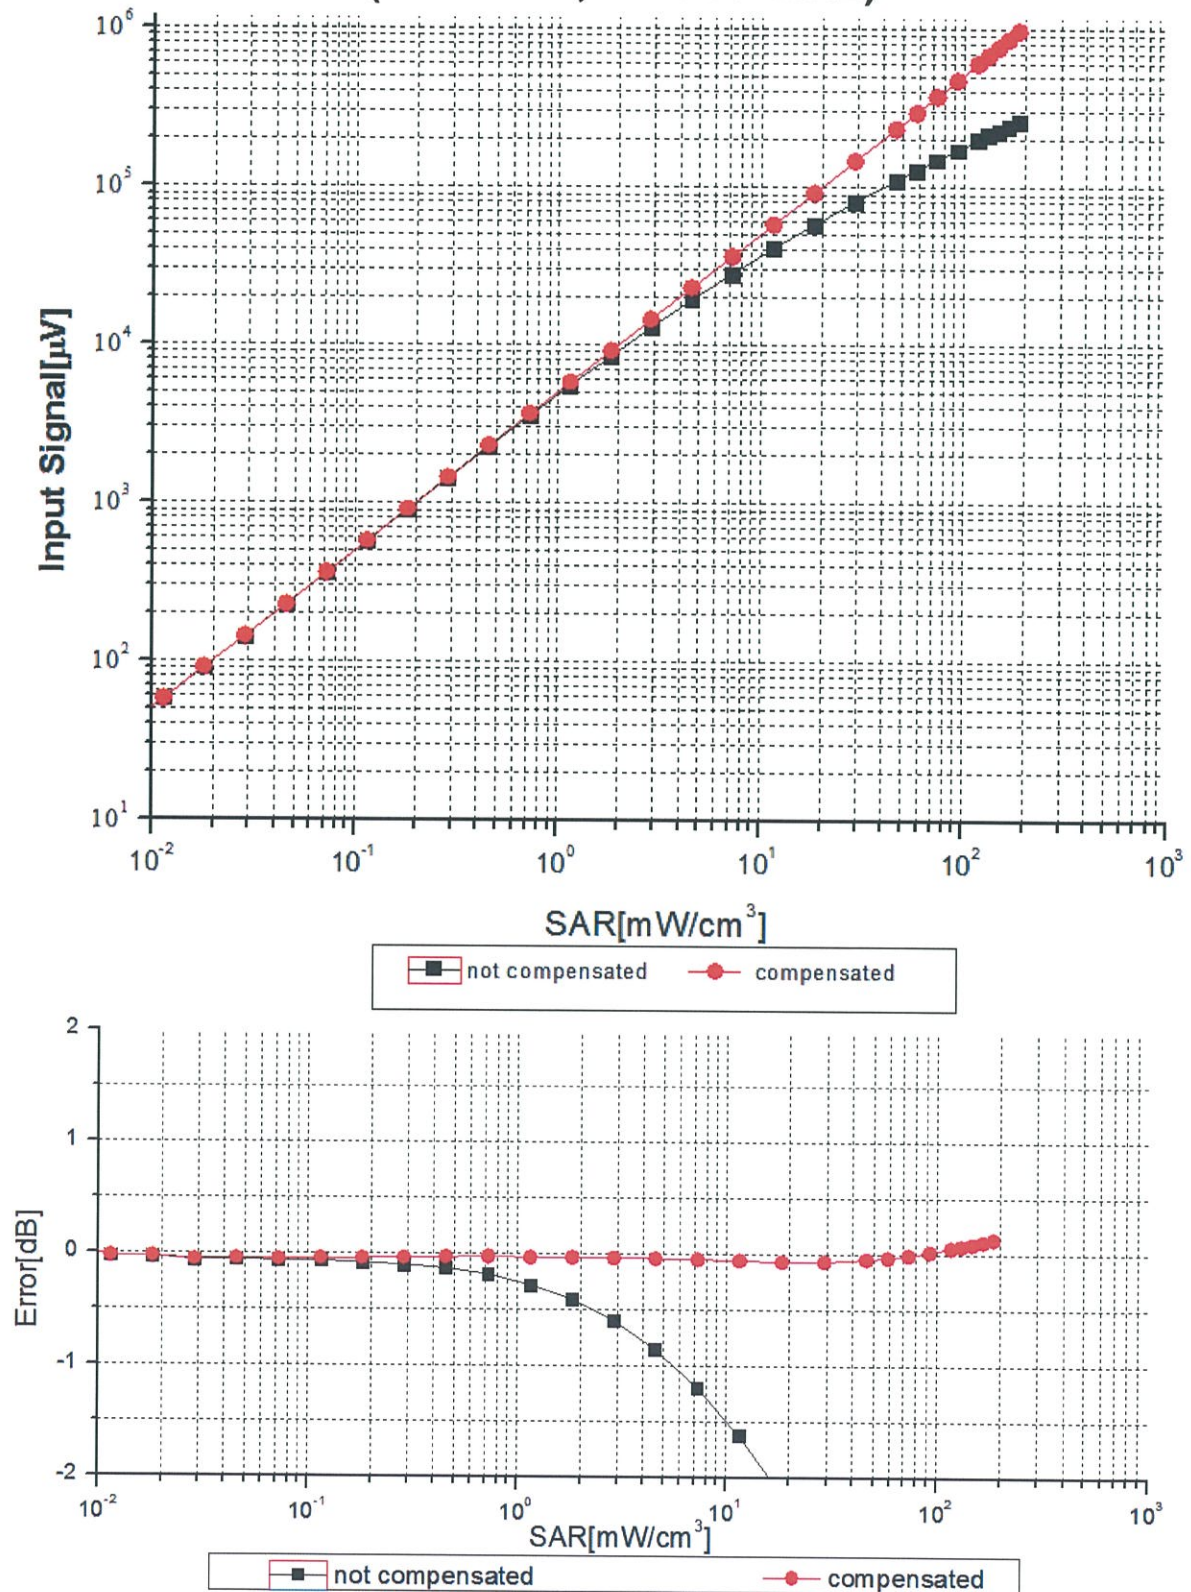 10⁶
10⁵
10⁴
10³
10²
10¹
Input Signal[µV]
10⁻² 10⁻¹ 10⁰ 10¹ 10² 10³
SAR[mW/cm³]
not compensated compensated
2
1
0
-1
-2
Error[dB]
10⁻² 10⁻¹ 10⁰ 10¹ 10² 10³
SAR[mW/cm³]
not compensated compensated